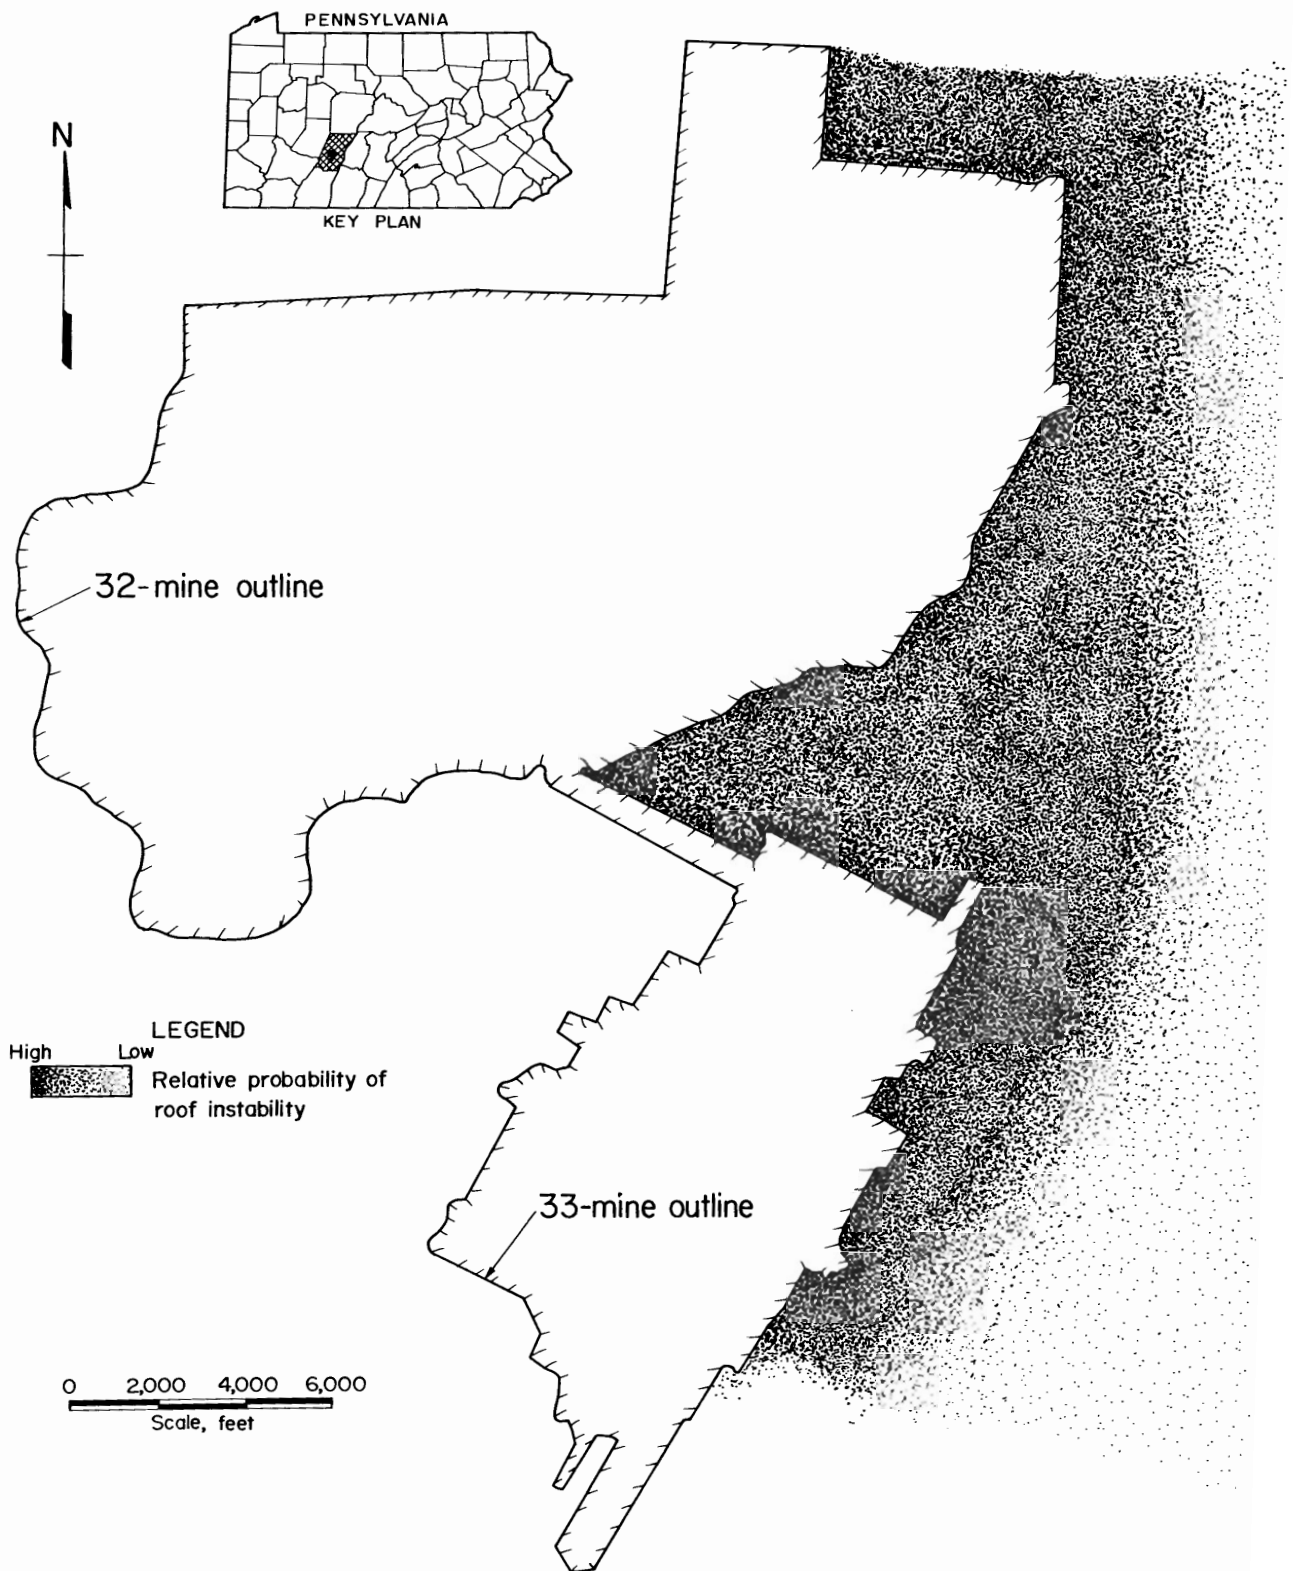 PENNSYLVANIA
N
KEY PLAN
32-mine outline
LEGEND
High Low
Relative probability of
roof instability
33-mine outline
0 2,000 4,000 6,000
Scale, feet